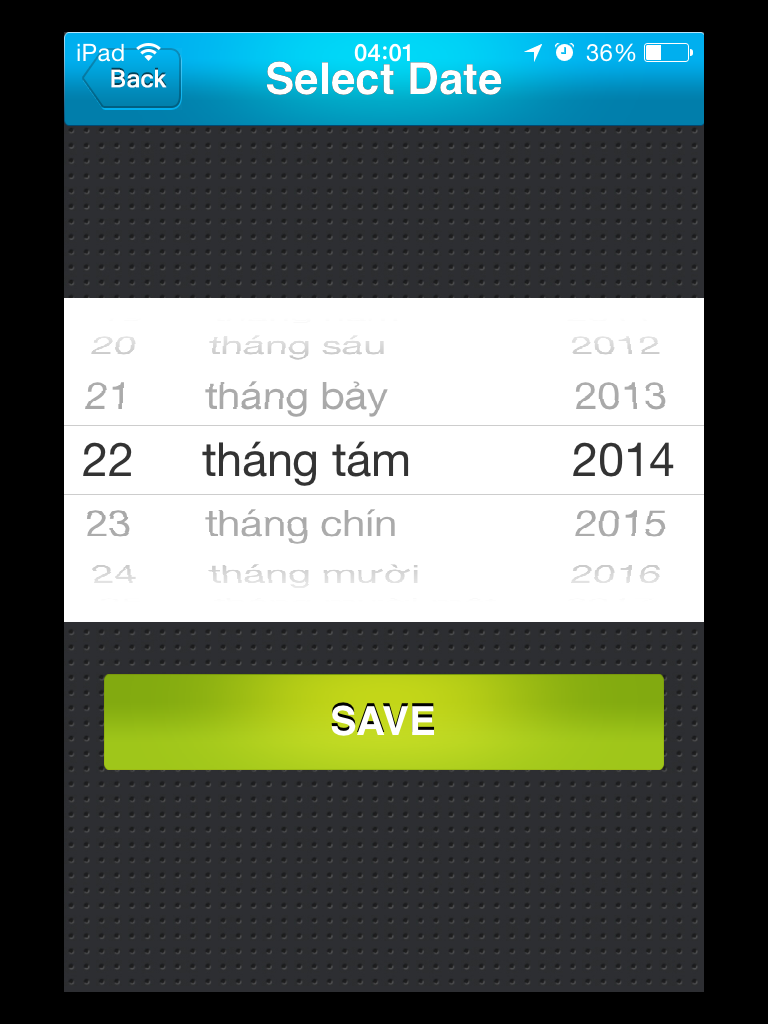 iPad 04:01 36%
Back Select Date
20 tháng sáu 2012
21 tháng bảy 2013
22 tháng tám 2014
23 tháng chín 2015
24 tháng mười 2016
SAVE